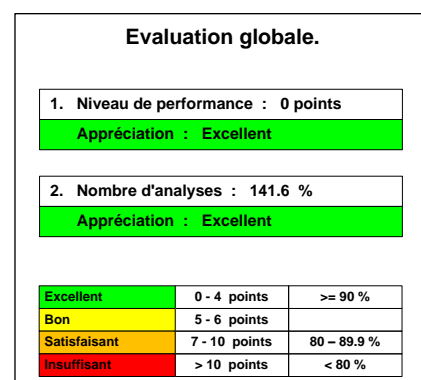 Evaluation globale.
1. Niveau de performance : 0 points
Appréciation : Excellent
2. Nombre d'analyses : 141.6 %
Appréciation : Excellent
Excellent 0 - 4 points >= 90 %
Bon 5 - 6 points
Satisfaisant 7 - 10 points 80 – 89.9 %
Insuffisant > 10 points < 80 %